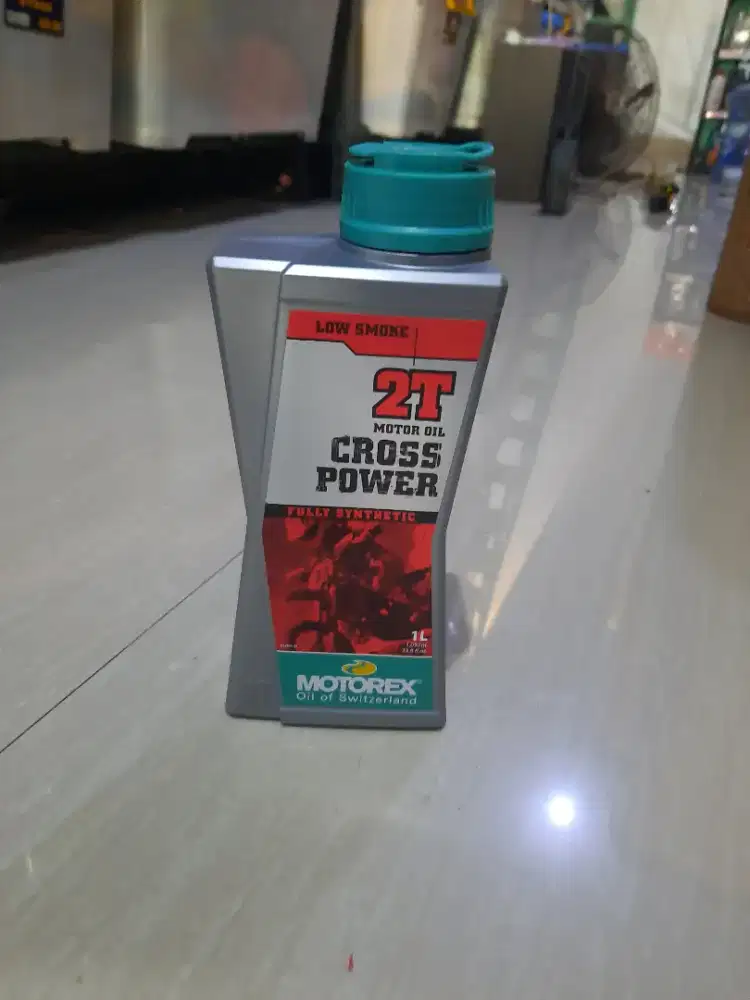 LOW SMOKE
2T
MOTOR OIL
CROSS
POWER
FULLY SYNTHETIC
1L
MOTOREX
Oil of Switzerland